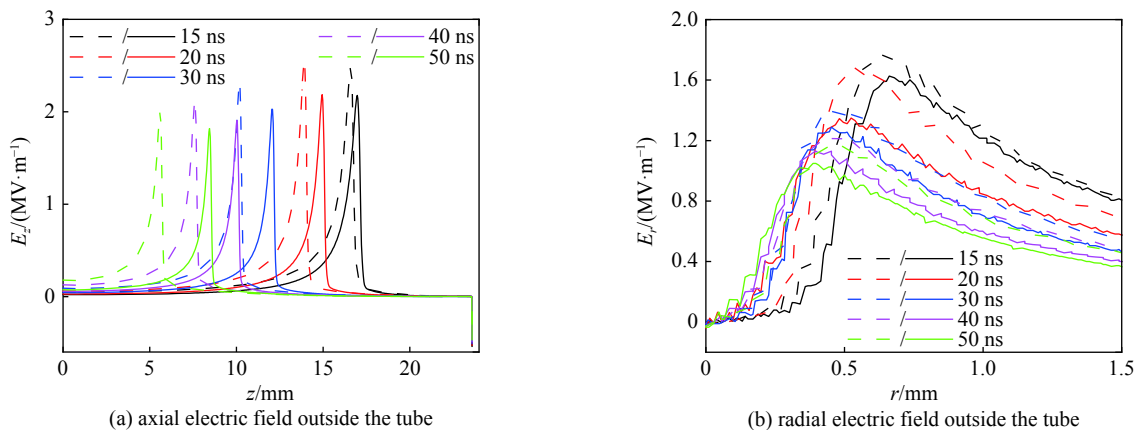 3
2
1
0
E_z/(MV·m⁻¹)
15 ns
20 ns
30 ns
40 ns
50 ns
0 5 10 15 20
z/mm
(a) axial electric field outside the tube
2.0
1.6
1.2
0.8
0.4
0
E_r/(MV·m⁻¹)
15 ns
20 ns
30 ns
40 ns
50 ns
0 0.5 1.0 1.5
r/mm
(b) radial electric field outside the tube